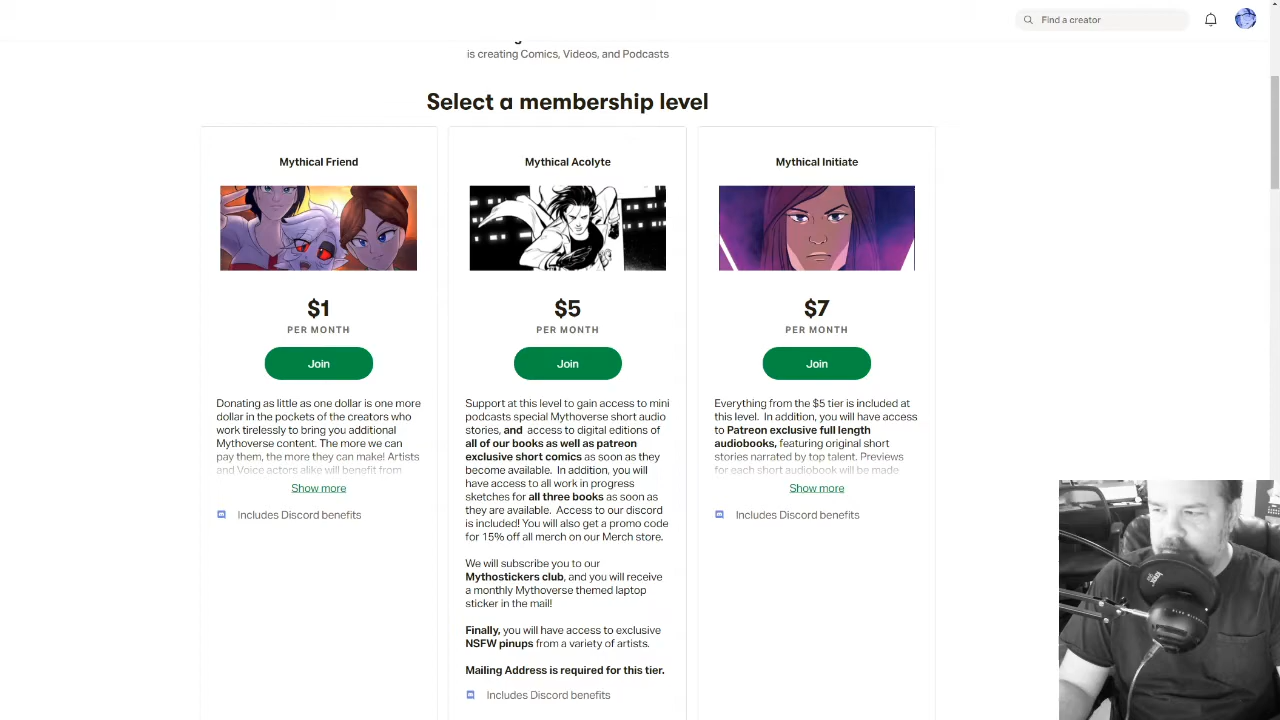 Find a creator
is creating Comics, Videos, and Podcasts
Select a membership level
Mythical Friend
$1
PER MONTH
Join
Donating as little as one dollar is one more
dollar in the pockets of the creators who
work tirelessly to bring you additional
Mythoverse content. The more we can
pay them, the more they can make! Artists
and Voice actors alike will benefit from
Show more
Includes Discord benefits
Mythical Acolyte
$5
PER MONTH
Join
Support at this level to gain access to mini
podcasts special Mythoverse short audio
stories, and access to digital editions of
all of our books as well as patreon
exclusive short comics as soon as they
become available. In addition, you will
have access to all work in progress
sketches for all three books as soon as
they are available. Access to our discord
is included! You will also get a promo code
for 15% off all merch on our Merch store.
We will subscribe you to our
Mythostickers club, and you will receive
a monthly Mythoverse themed laptop
sticker in the mail!
Finally, you will have access to exclusive
NSFW pinups from a variety of artists.
Mailing Address is required for this tier.
Includes Discord benefits
Mythical Initiate
$7
PER MONTH
Join
Everything from the $5 tier is included at
this level. In addition, you will have access
to Patreon exclusive full length
audiobooks, featuring original short
stories narrated by top talent. Previews
for each short audiobook will be made
Show more
Includes Discord benefits